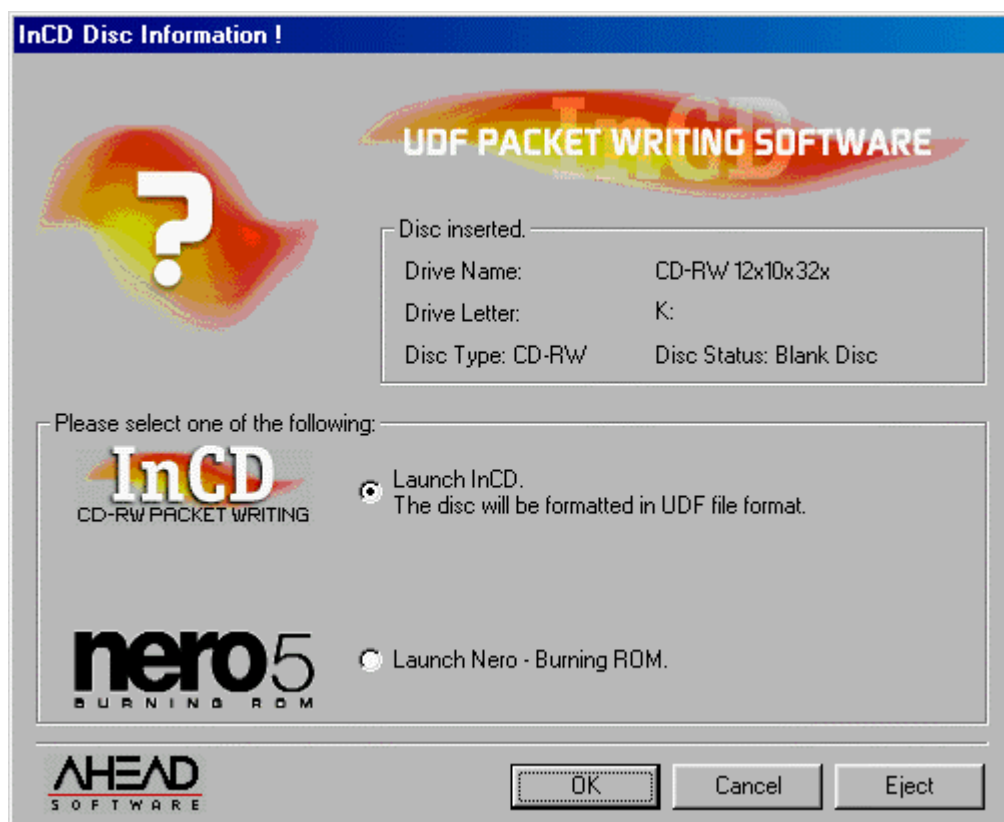 InCD Disc Information !
InCD
UDF PACKET WRITING SOFTWARE
Disc inserted.
Drive Name: CD-RW 12x10x32x
Drive Letter: K:
Disc Type: CD-RW Disc Status: Blank Disc
Please select one of the following:
InCD
CD-RW PACKET WRITING
Launch InCD.
The disc will be formatted in UDF file format.
nero 5
BURNING ROM
Launch Nero - Burning ROM.
AHEAD
SOFTWARE
OK Cancel Eject